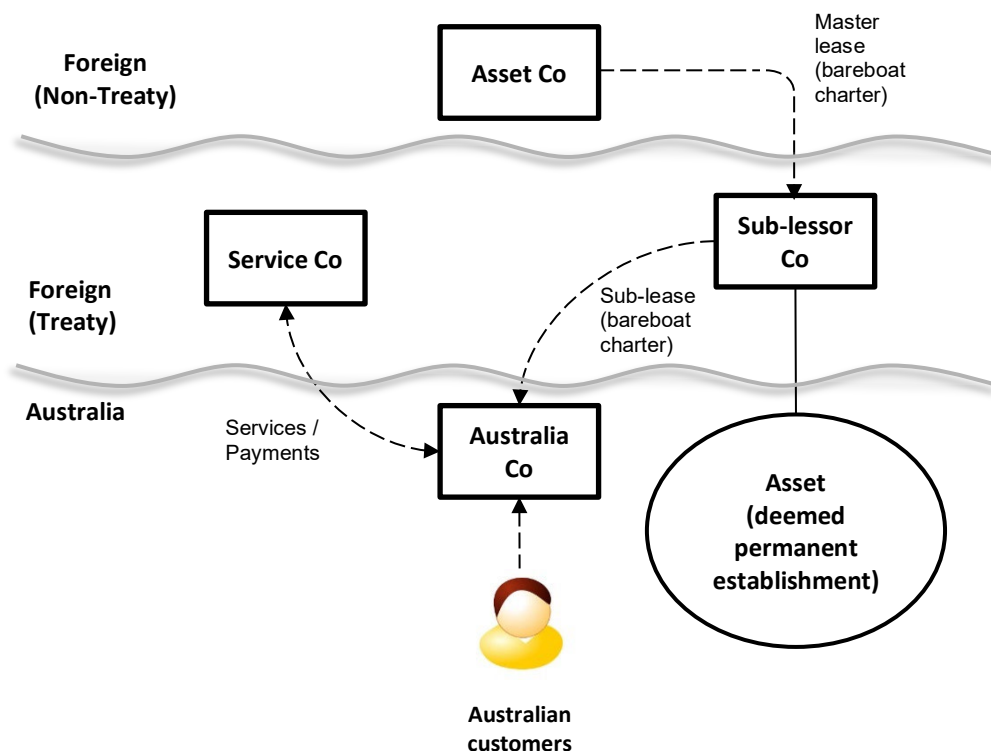 Foreign
(Non-Treaty)
Asset Co
Master
lease
(bareboat
charter)
Service Co
Sub-lessor
Co
Foreign
(Treaty)
Sub-lease
(bareboat
charter)
Australia
Services /
Payments
Australia
Co
Asset
(deemed
permanent
establishment)
Australian
customers